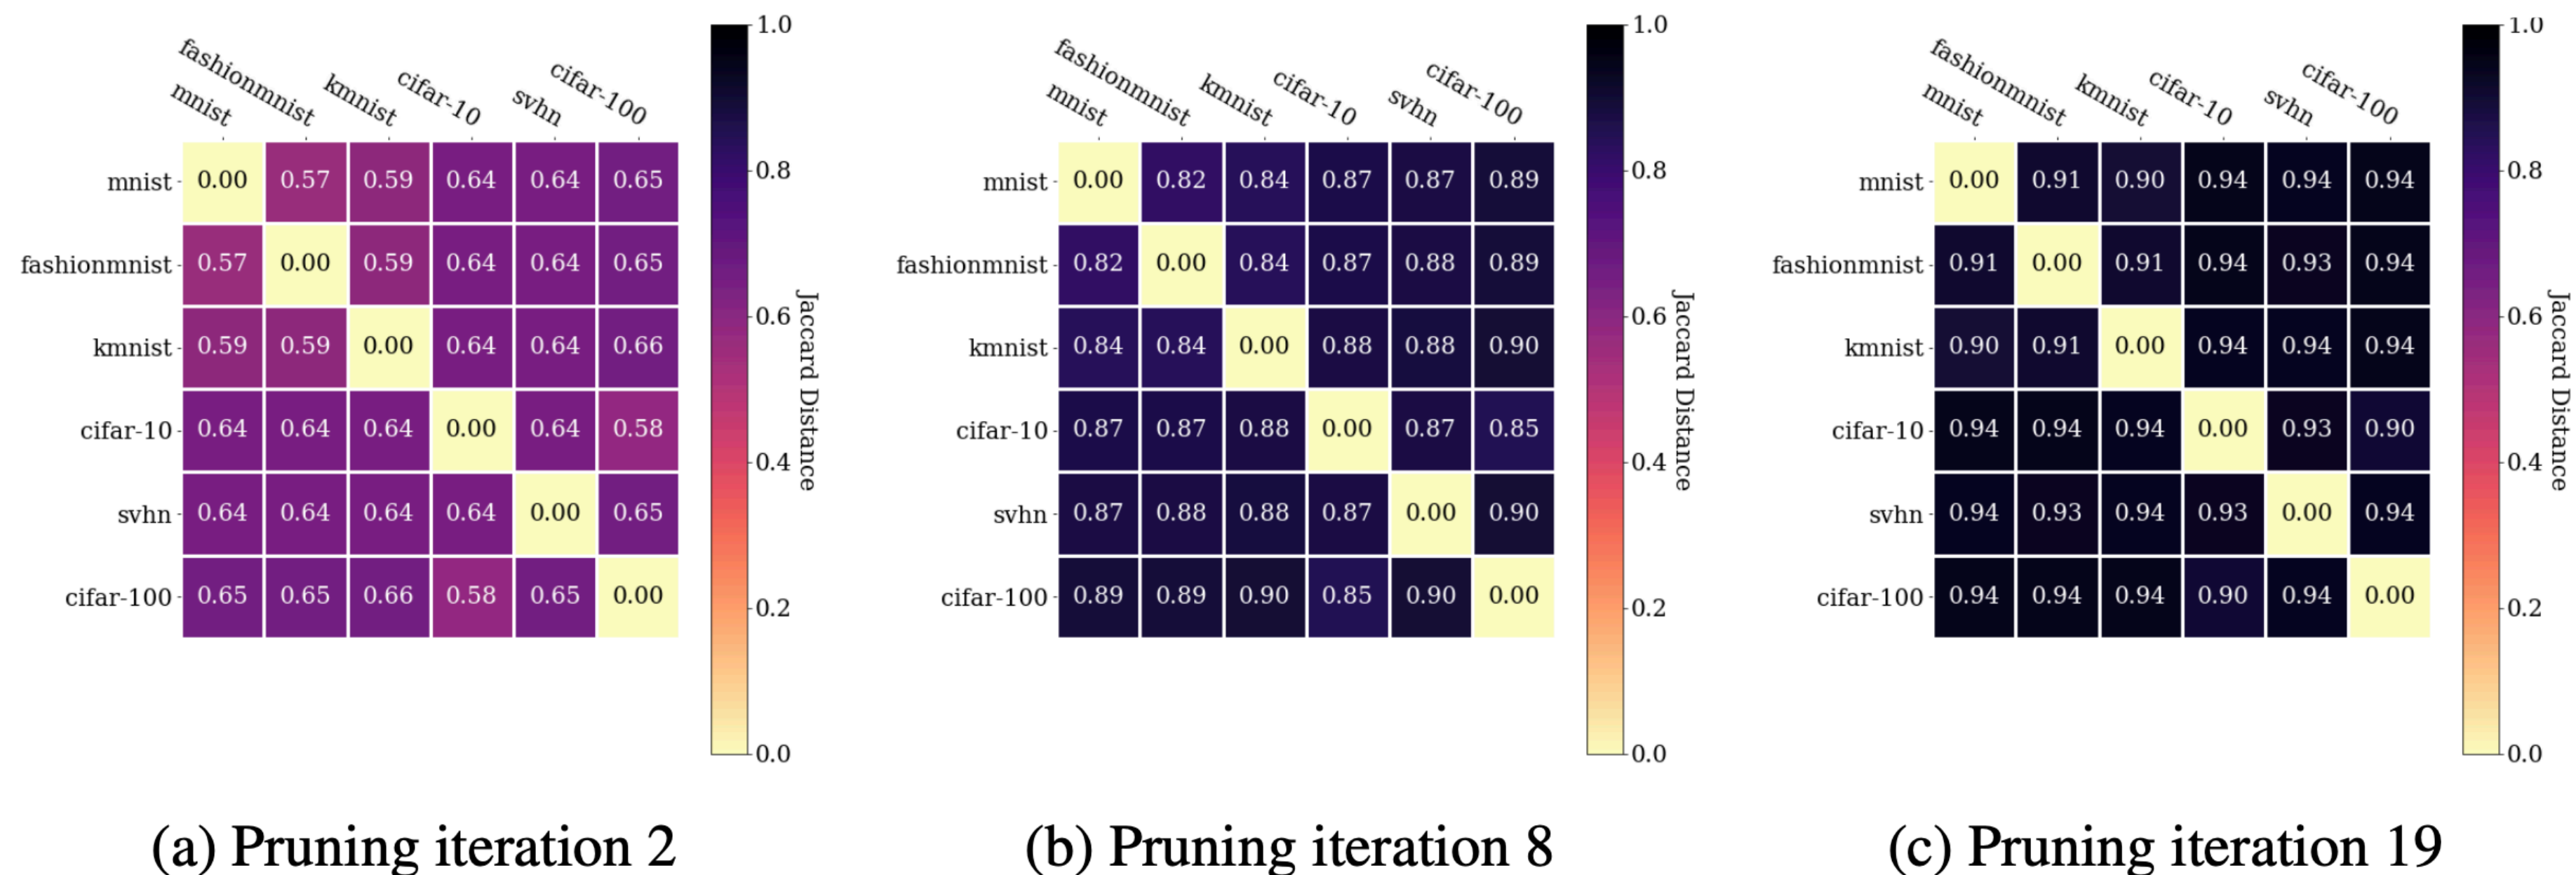 fashionmnist
mnist
kmnist
cifar-10
svhn
cifar-100
mnist 0.00 0.57 0.59 0.64 0.64 0.65
fashionmnist 0.57 0.00 0.59 0.64 0.64 0.65
kmnist 0.59 0.59 0.00 0.64 0.64 0.66
cifar-10 0.64 0.64 0.64 0.00 0.64 0.58
svhn 0.64 0.64 0.64 0.64 0.00 0.65
cifar-100 0.65 0.65 0.66 0.58 0.65 0.00
1.0
0.8
0.6
0.4
0.2
0.0
Jaccard Distance
(a) Pruning iteration 2
fashionmnist
mnist
kmnist
cifar-10
svhn
cifar-100
mnist 0.00 0.82 0.84 0.87 0.87 0.89
fashionmnist 0.82 0.00 0.84 0.87 0.88 0.89
kmnist 0.84 0.84 0.00 0.88 0.88 0.90
cifar-10 0.87 0.87 0.88 0.00 0.87 0.85
svhn 0.87 0.88 0.88 0.87 0.00 0.90
cifar-100 0.89 0.89 0.90 0.85 0.90 0.00
1.0
0.8
0.6
0.4
0.2
0.0
Jaccard Distance
(b) Pruning iteration 8
fashionmnist
mnist
kmnist
cifar-10
svhn
cifar-100
mnist 0.00 0.91 0.90 0.94 0.94 0.94
fashionmnist 0.91 0.00 0.91 0.94 0.93 0.94
kmnist 0.90 0.91 0.00 0.94 0.94 0.94
cifar-10 0.94 0.94 0.94 0.00 0.93 0.90
svhn 0.94 0.93 0.94 0.93 0.00 0.94
cifar-100 0.94 0.94 0.94 0.90 0.94 0.00
1.0
0.8
0.6
0.4
0.2
0.0
Jaccard Distance
(c) Pruning iteration 19